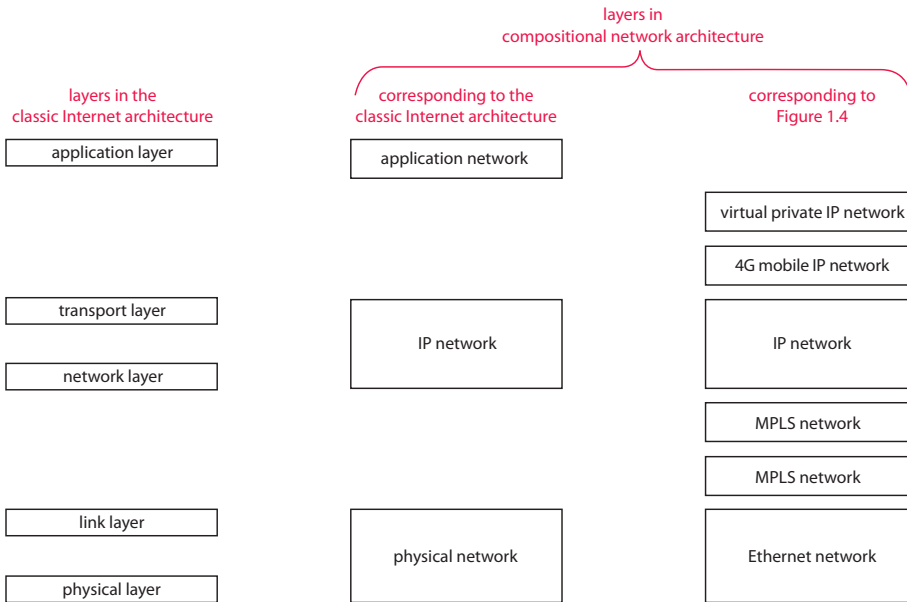 layers in
compositional network architecture
layers in the
classic Internet architecture
corresponding to the
classic Internet architecture
corresponding to
Figure 1.4
application layer
application network
virtual private IP network
4G mobile IP network
transport layer
IP network
IP network
network layer
MPLS network
MPLS network
link layer
physical network
Ethernet network
physical layer